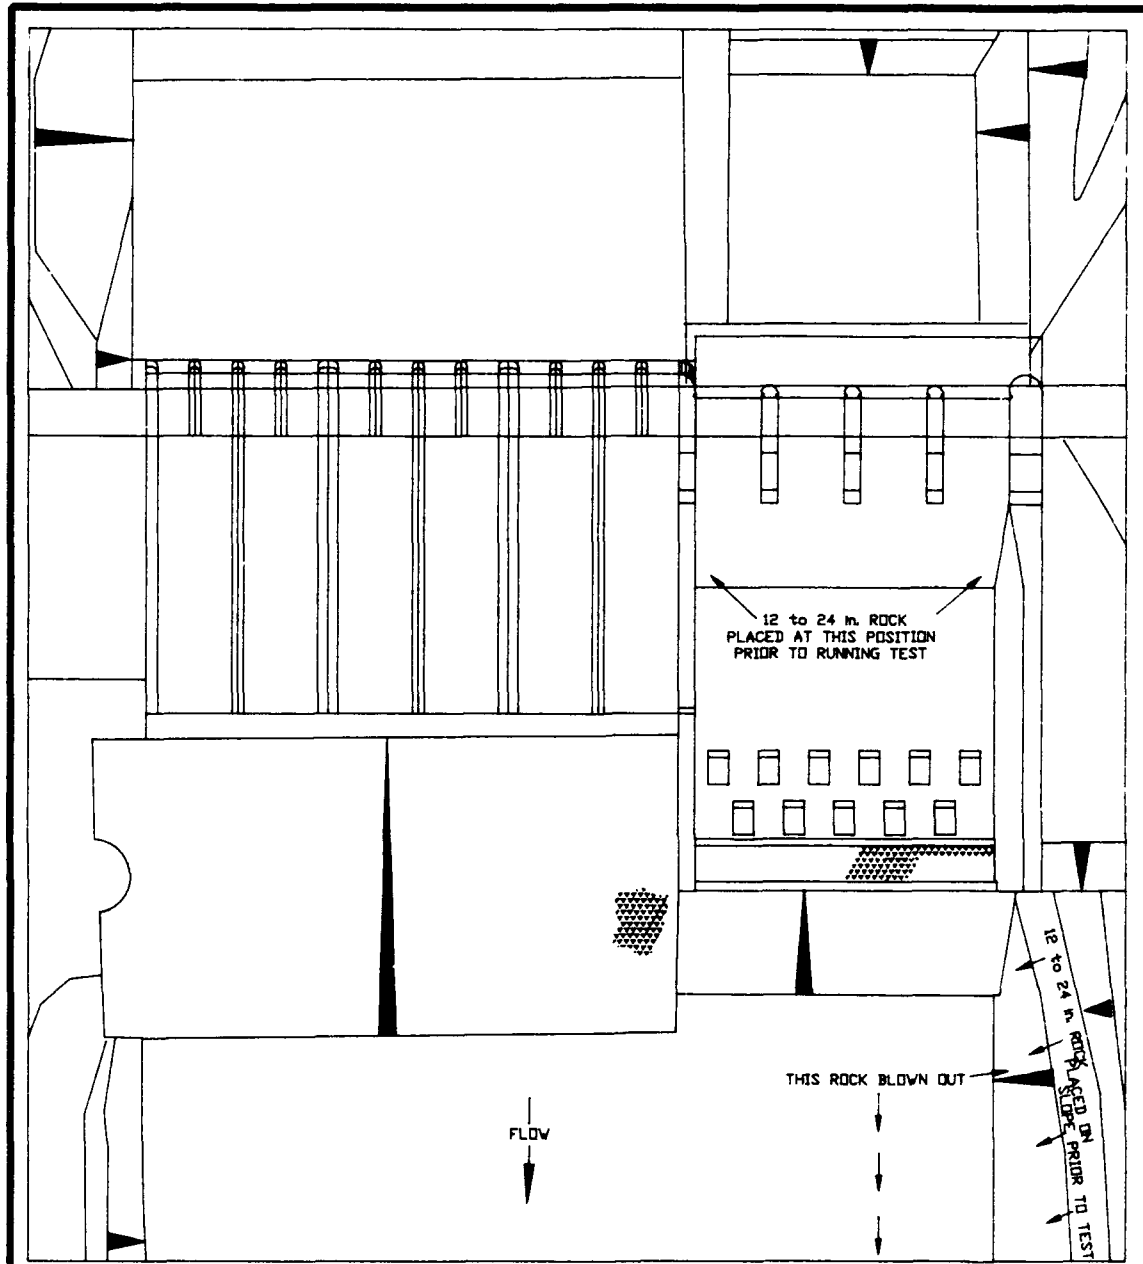 12 to 24 in. ROCK
PLACED AT THIS POSITION
PRIOR TO RUNNING TEST
12 to 24 in. ROCK
PLACED ON
SLOPE PRIOR TO TEST
THIS ROCK BLOWN OUT
FLOW